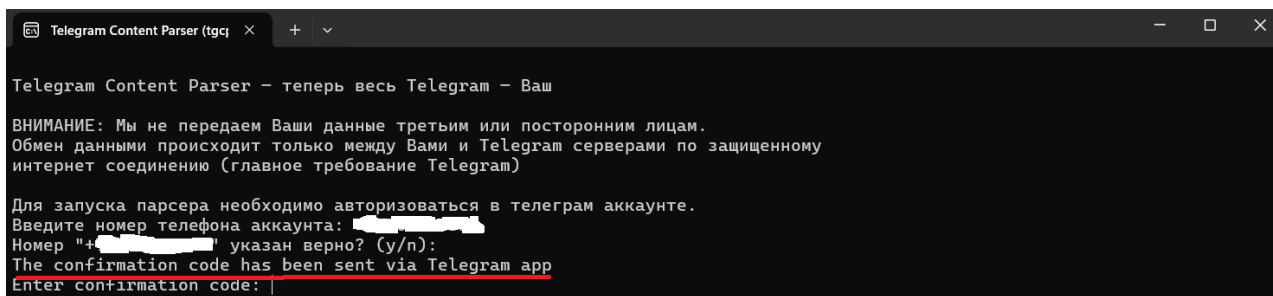 Telegram Content Parser (tgcp
Telegram Content Parser — теперь весь Telegram — Ваш
ВНИМАНИЕ: Мы не передаем Ваши данные третьим или посторонним лицам.
Обмен данными происходит только между Вами и Telegram серверами по защищенному
интернет соединению (главное требование Telegram)
Для запуска парсера необходимо авторизоваться в телеграм аккаунте.
Введите номер телефона аккаунта:
Номер "+ " указан верно? (y/n):
The confirmation code has been sent via Telegram app
Enter confirmation code: